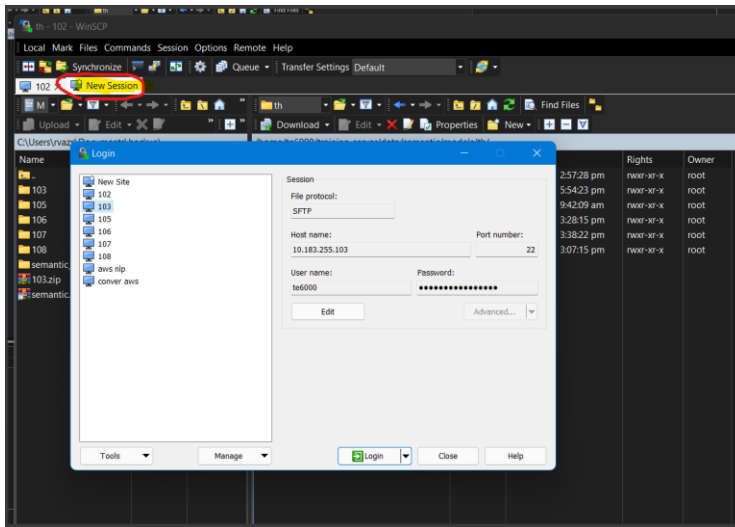 th - 102 - WinSCP
Local Mark Files Commands Session Options Remote Help
Synchronize Queue Transfer Settings Default
102 New Session
M th Find Files
Upload Edit Download Edit Properties New
Name Rights Owner
..
103
105
106
107
108
semantic
103.zip
semantic.
Login
New Site
102
103
105
106
107
108
aws nlp
conver aws
Session
File protocol:
SFTP
Host name: Port number:
10.183.255.103 22
User name: Password:
te6000 ●●●●●●●●●●●●●●●●
Edit Advanced...
Tools Manage Login Close Help
2:57:28 pm rwxr-xr-x root
5:54:23 pm rwxr-xr-x root
9:42:09 am rwxr-xr-x root
3:28:15 pm rwxr-xr-x root
3:38:22 pm rwxr-xr-x root
3:07:15 pm rwxr-xr-x root